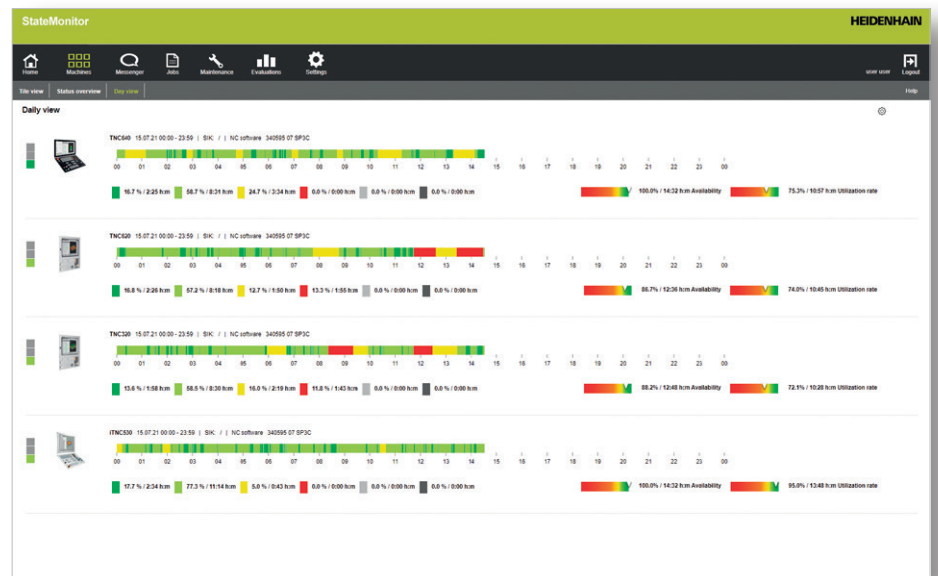 StateMonitor HEIDENHAIN
Home Machines Messenger Jobs Maintenance Evaluations Settings user user Logout
Tile view Status overview Day view Help
Daily view
TNC640 15.07.21 00:00 - 23:59 | SIK: / | NC software 340595 07 SP3C
00 01 02 03 04 05 06 07 08 09 10 11 12 13 14 15 16 17 18 19 20 21 22 23 00
16.7 % / 2:25 h:m 58.7 % / 8:31 h:m 24.7 % / 3:34 h:m 0.0 % / 0:00 h:m 0.0 % / 0:00 h:m 0.0 % / 0:00 h:m 100.0% / 14:32 h:m Availability 75.3% / 10:57 h:m Utilization rate
TNC620 15.07.21 00:00 - 23:59 | SIK: / | NC software 340595 07 SP3C
00 01 02 03 04 05 06 07 08 09 10 11 12 13 14 15 16 17 18 19 20 21 22 23 00
16.8 % / 2:26 h:m 57.2 % / 8:18 h:m 12.7 % / 1:50 h:m 13.3 % / 1:55 h:m 0.0 % / 0:00 h:m 0.0 % / 0:00 h:m 86.7% / 12:36 h:m Availability 74.0% / 10:45 h:m Utilization rate
TNC320 15.07.21 00:00 - 23:59 | SIK: / | NC software 340595 07 SP3C
00 01 02 03 04 05 06 07 08 09 10 11 12 13 14 15 16 17 18 19 20 21 22 23 00
13.6 % / 1:58 h:m 58.5 % / 8:30 h:m 16.0 % / 2:19 h:m 11.8 % / 1:43 h:m 0.0 % / 0:00 h:m 0.0 % / 0:00 h:m 88.2% / 12:48 h:m Availability 72.1% / 10:28 h:m Utilization rate
iTNC530 15.07.21 00:00 - 23:59 | SIK: / | NC software 340595 07 SP3C
00 01 02 03 04 05 06 07 08 09 10 11 12 13 14 15 16 17 18 19 20 21 22 23 00
17.7 % / 2:34 h:m 77.3 % / 11:14 h:m 5.0 % / 0:43 h:m 0.0 % / 0:00 h:m 0.0 % / 0:00 h:m 0.0 % / 0:00 h:m 100.0% / 14:32 h:m Availability 95.0% / 13:48 h:m Utilization rate